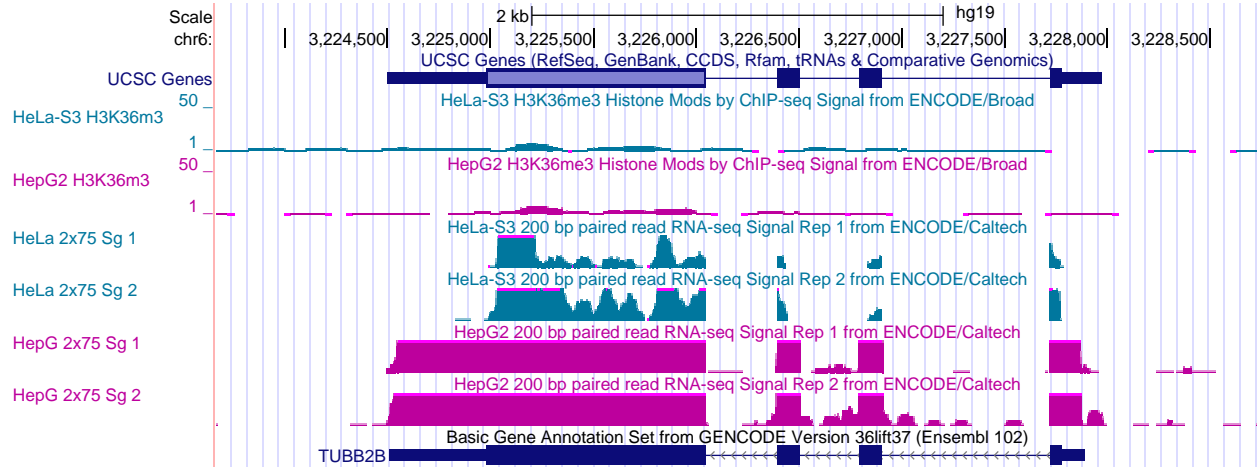 Scale 2 kb hg19
chr6: 3,224,500 3,225,000 3,225,500 3,226,000 3,226,500 3,227,000 3,227,500 3,228,000 3,228,500
UCSC Genes (RefSeq, GenBank, CCDS, Rfam, tRNAs & Comparative Genomics)
UCSC Genes
50 HeLa-S3 H3K36me3 Histone Mods by ChIP-seq Signal from ENCODE/Broad
HeLa-S3 H3K36m3
1
50 HepG2 H3K36me3 Histone Mods by ChIP-seq Signal from ENCODE/Broad
HepG2 H3K36m3
1
HeLa-S3 200 bp paired read RNA-seq Signal Rep 1 from ENCODE/Caltech
HeLa 2x75 Sg 1
HeLa-S3 200 bp paired read RNA-seq Signal Rep 2 from ENCODE/Caltech
HeLa 2x75 Sg 2
HepG2 200 bp paired read RNA-seq Signal Rep 1 from ENCODE/Caltech
HepG 2x75 Sg 1
HepG2 200 bp paired read RNA-seq Signal Rep 2 from ENCODE/Caltech
HepG 2x75 Sg 2
Basic Gene Annotation Set from GENCODE Version 36lift37 (Ensembl 102)
TUBB2B